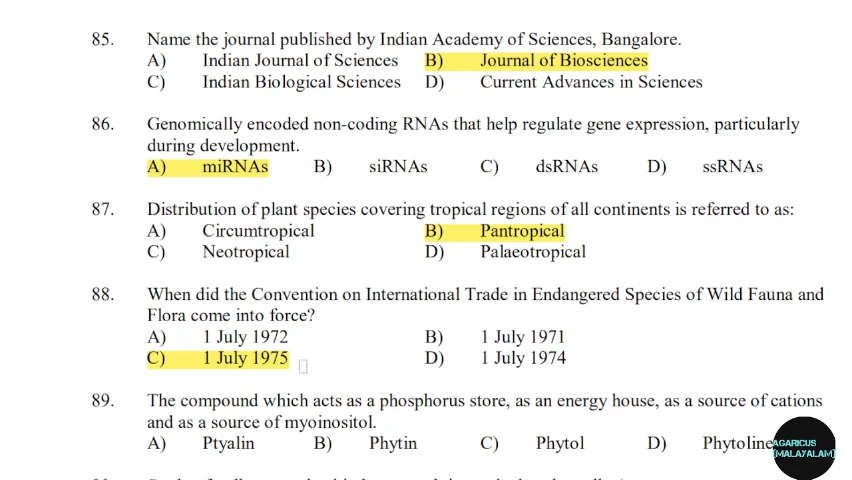 85. Name the journal published by Indian Academy of Sciences, Bangalore.
A) Indian Journal of Sciences B) Journal of Biosciences
C) Indian Biological Sciences D) Current Advances in Sciences
86. Genomically encoded non-coding RNAs that help regulate gene expression, particularly
during development.
A) miRNAs B) siRNAs C) dsRNAs D) ssRNAs
87. Distribution of plant species covering tropical regions of all continents is referred to as:
A) Circumtropical B) Pantropical
C) Neotropical D) Palaeotropical
88. When did the Convention on International Trade in Endangered Species of Wild Fauna and
Flora come into force?
A) 1 July 1972 B) 1 July 1971
C) 1 July 1975 D) 1 July 1974
89. The compound which acts as a phosphorus store, as an energy house, as a source of cations
and as a source of myoinositol.
A) Ptyalin B) Phytin C) Phytol D) Phytoline
AGARICUS
(MALAYALAM)